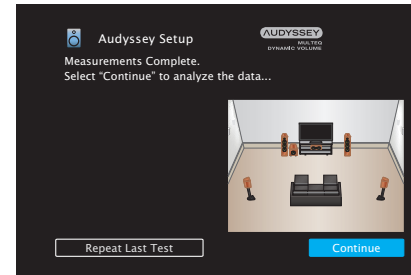 Audyssey Setup
AUDYSSEY
MULTEQ
DYNAMIC VOLUME
Measurements Complete.
Select “Continue” to analyze the data...
Repeat Last Test
Continue